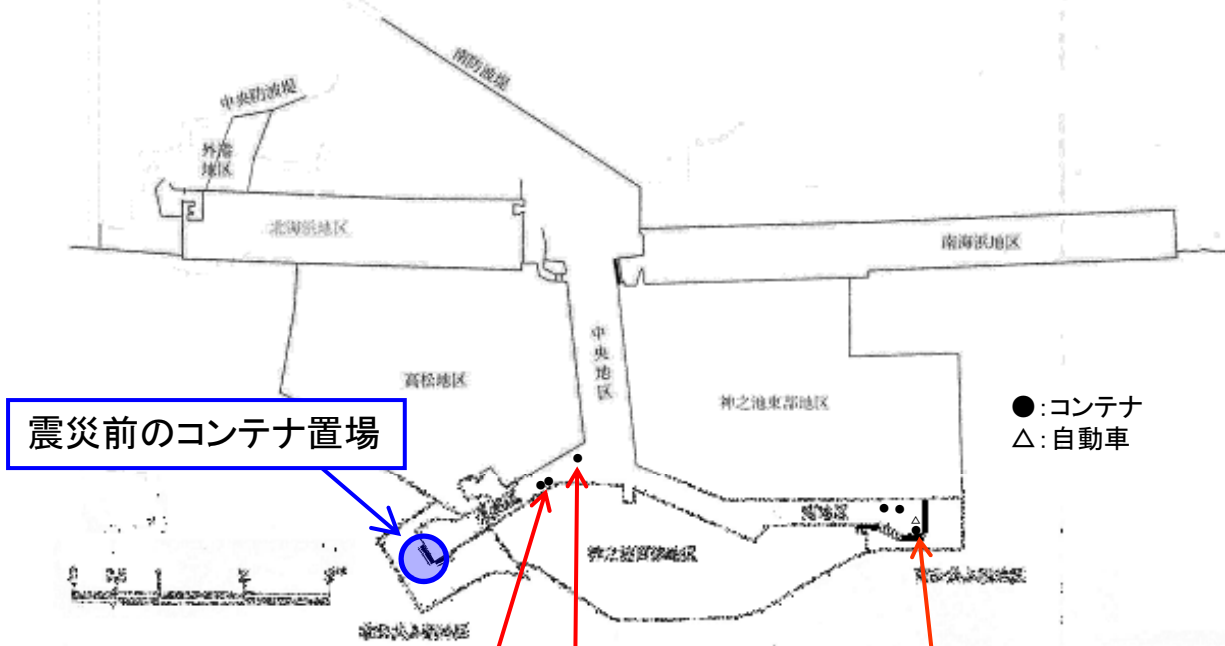 南防波堤
中央防波堤
外港
地区
北海浜地区
南海浜地区
中央地区
高松地区
神之池東部地区
震災前のコンテナ置場
●:コンテナ
△:自動車